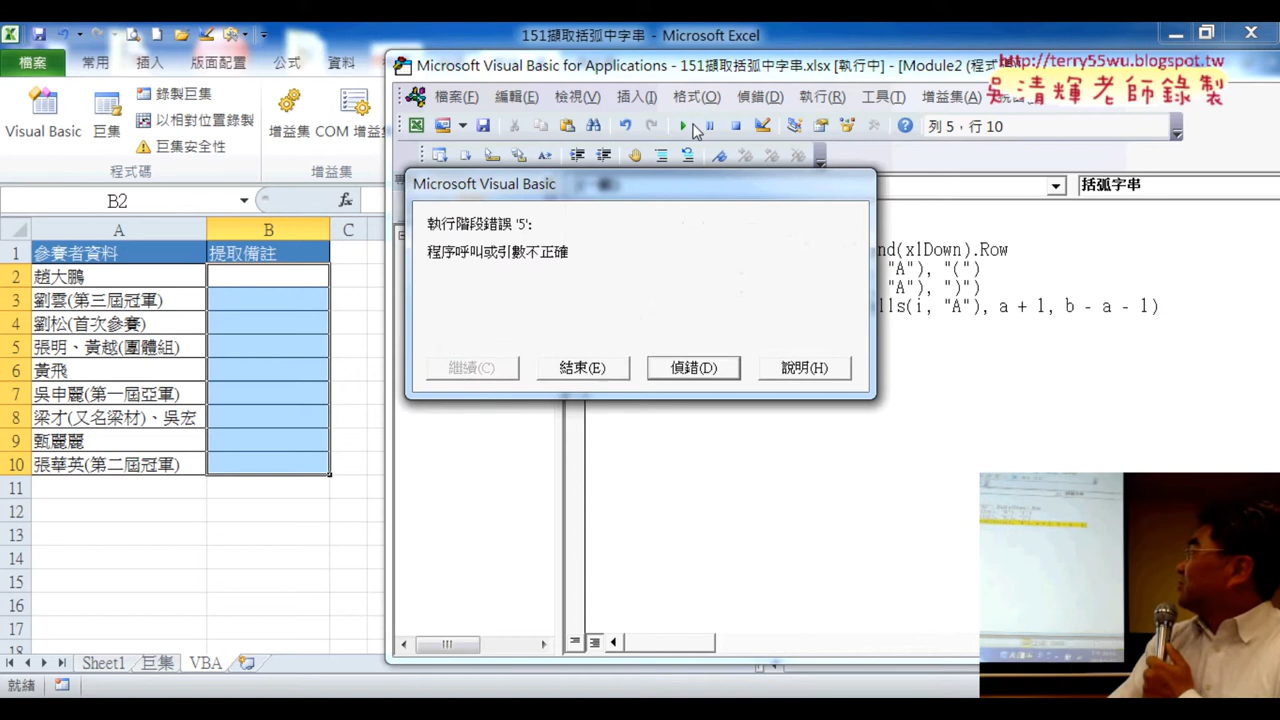 151擷取括弧中字串 - Microsoft Excel
檔案 常用 插入 版面配置 公式 資料
Visual Basic
巨集
錄製巨集
以相對位置錄製
巨集安全性
程式碼
增益集
COM 增益集
增益集
Microsoft Visual Basic for Applications - 151擷取括弧中字串.xlsx [執行中] - [Module2 (程式
http://terry55wu.blogspot.tw
吳清輝老師錄製
檔案(F) 編輯(E) 檢視(V) 插入(I) 格式(O) 偵錯(D) 執行(R) 工具(T) 增益集(A)
列 5，行 10
B2
fx
A B C
1 參賽者資料 提取備註
2 趙大鵬
3 劉雲(第三屆冠軍)
4 劉松(首次參賽)
5 張明、黃越(團體組)
6 黃飛
7 吳申麗(第一屆亞軍)
8 梁才(又名梁材)、吳宏
9 甄麗麗
10 張華英(第二屆冠軍)
11
12
13
14
15
16
17
18
Microsoft Visual Basic
執行階段錯誤 '5':
程序呼叫或引數不正確
繼續(C) 結束(E) 偵錯(D) 說明(H)
括弧字串
nd(xlDown).Row
"A"), "(")
"A"), ")")
lls(i, "A"), a + 1, b - a - 1)
Sheet1 巨集 VBA
就緒